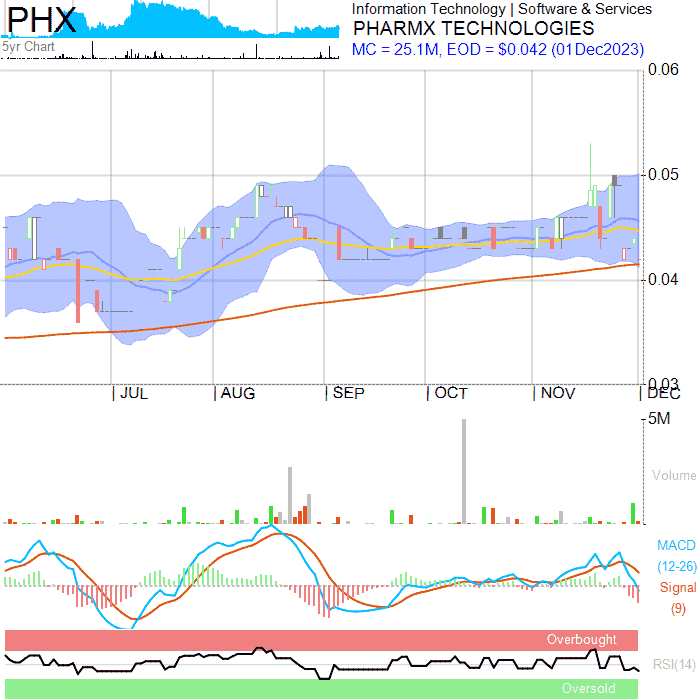 PHX
5yr Chart
Information Technology | Software & Services
PHARMX TECHNOLOGIES
MC = 25.1M, EOD = $0.042 (01Dec2023)
0.06
0.05
0.04
0.03
JUL AUG SEP OCT NOV DEC
5M
Volume
MACD
(12-26)
Signal
(9)
Overbought
RSI(14)
Oversold